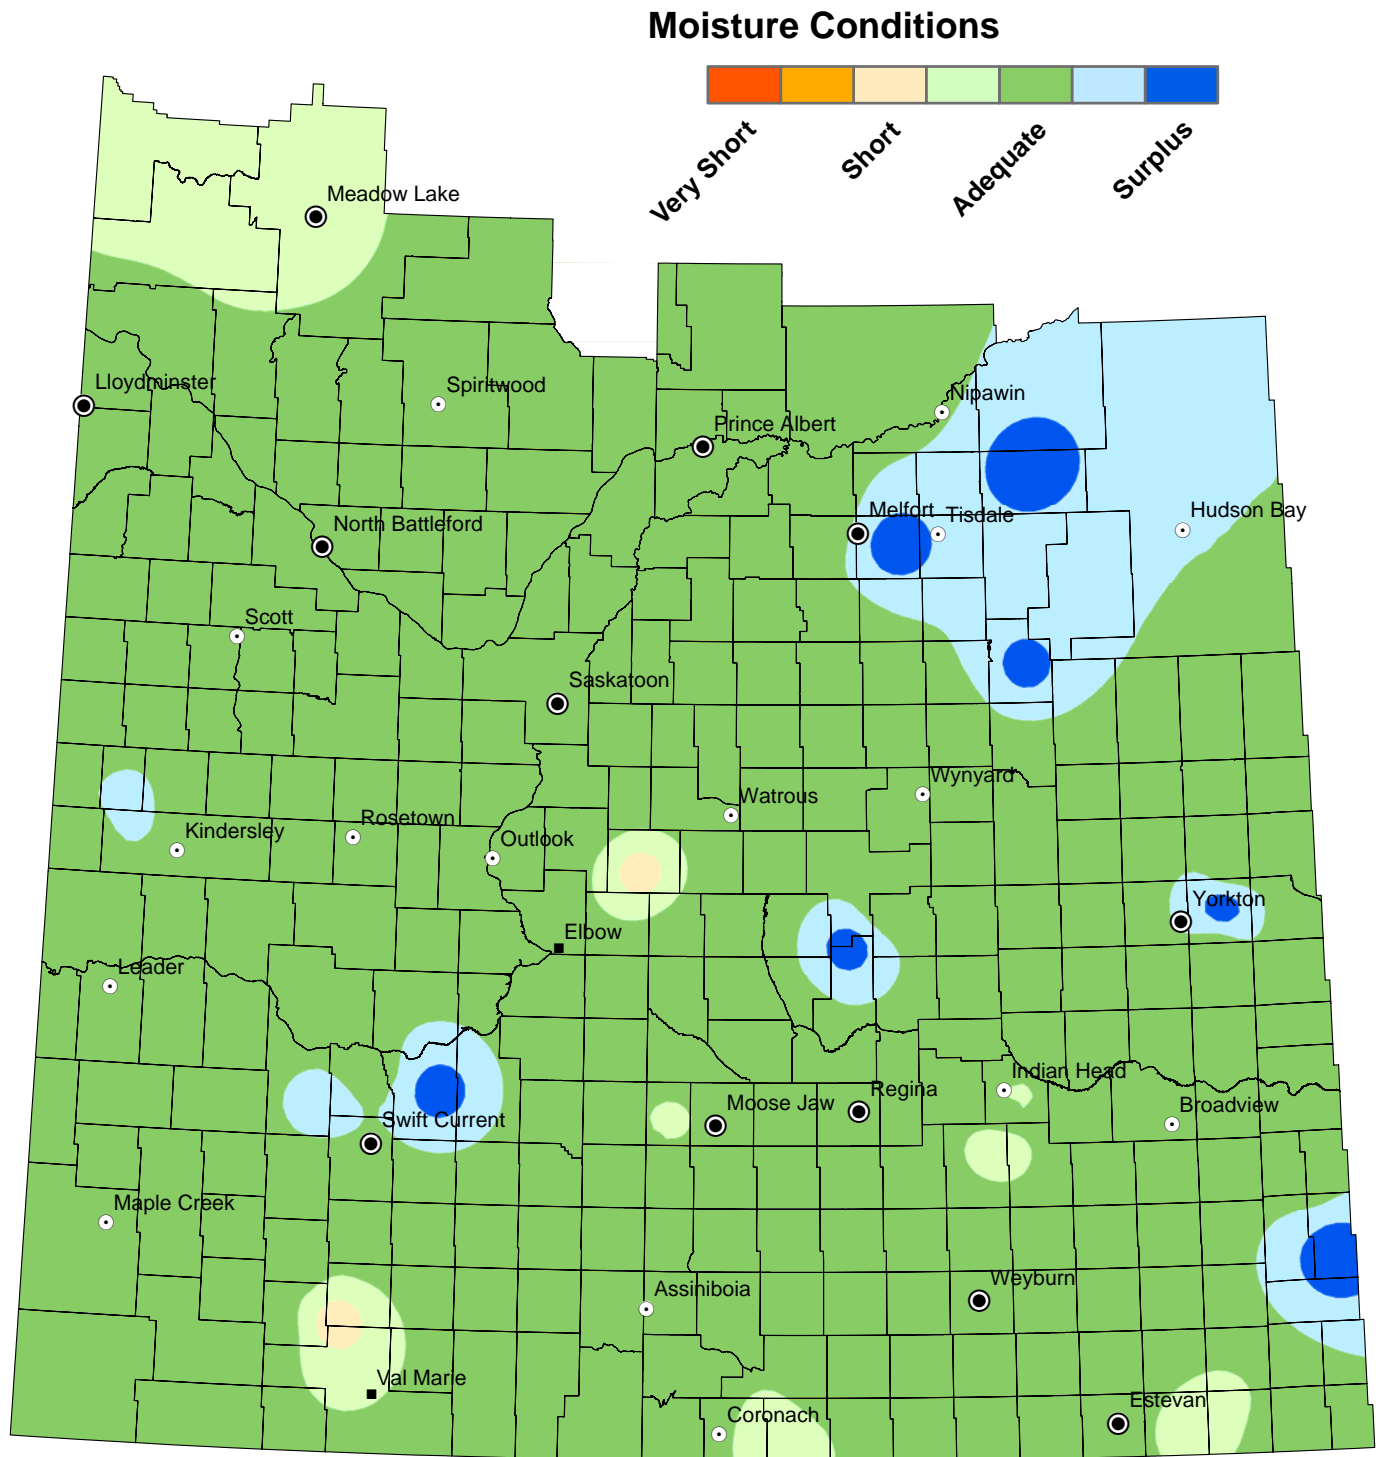 Moisture Conditions
Very Short
Short
Adequate
Surplus
Meadow Lake
Lloydminster
Spiritwood
Nipawin
Prince Albert
Melfort
Tisdale
Hudson Bay
North Battleford
Scott
Saskatoon
Wynyard
Watrous
Rosetown
Kindersley
Outlook
Yorkton
Elbow
Leader
Indian Head
Regina
Moose Jaw
Broadview
Swift Current
Maple Creek
Weyburn
Assiniboia
Val Marie
Estevan
Coronach